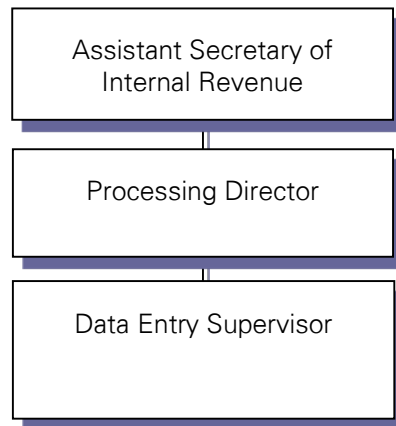 Assistant Secretary of
Internal Revenue
Processing Director
Data Entry Supervisor